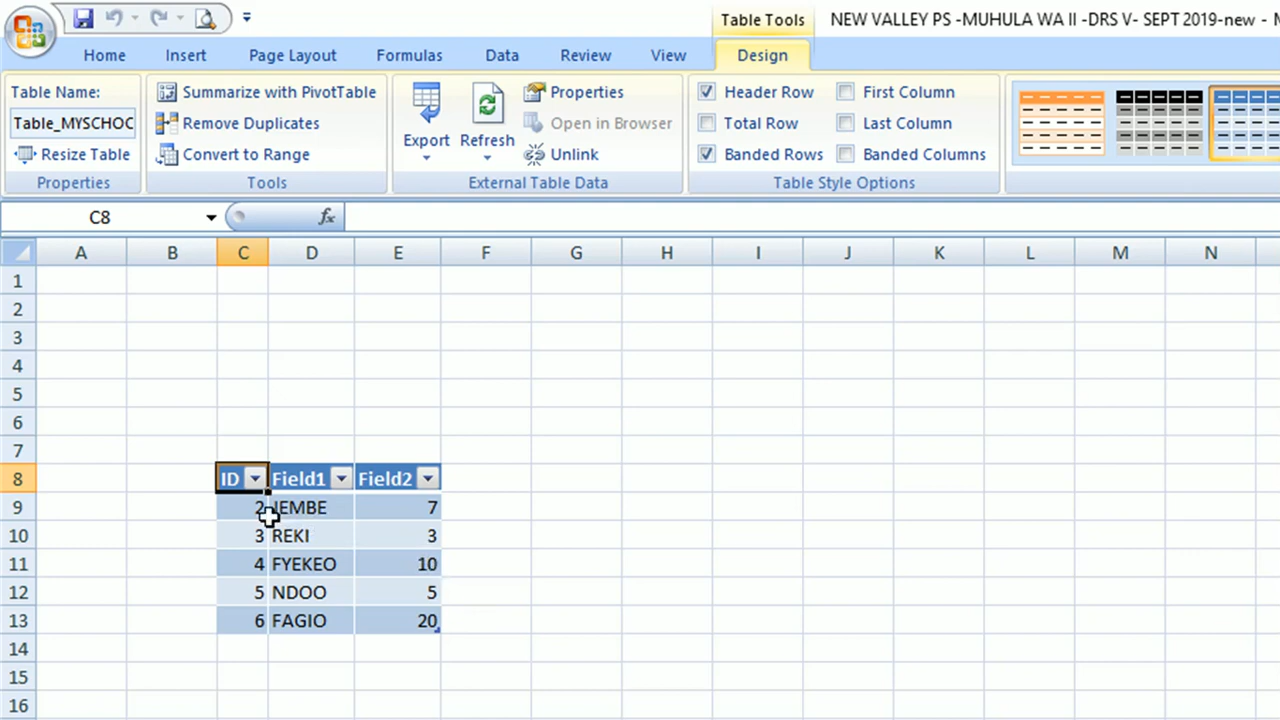 Table Tools
NEW VALLEY PS -MUHULA WA II -DRS V- SEPT 2019-new -
Home Insert Page Layout Formulas Data Review View Design
Table Name:
Table_MYSCHOC
Resize Table
Properties
Summarize with PivotTable
Remove Duplicates
Convert to Range
Tools
Export
Refresh
Properties
Open in Browser
Unlink
External Table Data
Header Row
Total Row
Banded Rows
First Column
Last Column
Banded Columns
Table Style Options
C8 fx
A B C D E F G H I J K L M N
1
2
3
4
5
6
7
8 ID Field1 Field2
9 2 7
10 3 REKI 3
11 4 FYEKEO 10
12 5 NDOO 5
13 6 FAGIO 20
14
15
16